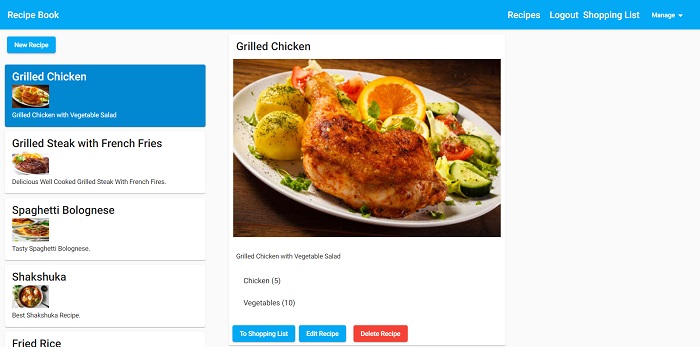 Recipe Book
Recipes Logout Shopping List Manage
New Recipe
Grilled Chicken
Grilled Chicken with Vegetable Salad
Grilled Steak with French Fries
Delicious Well Cooked Grilled Steak With French Fires.
Spaghetti Bolognese
Tasty Spaghetti Bolognese.
Shakshuka
Best Shakshuka Recipe.
Fried Rice
Grilled Chicken
Grilled Chicken with Vegetable Salad
Chicken (5)
Vegetables (10)
To Shopping List Edit Recipe Delete Recipe